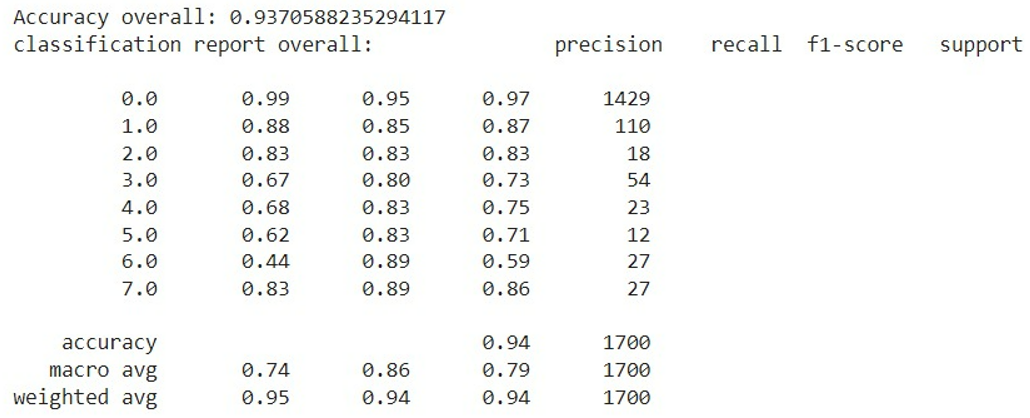 Accuracy overall: 0.9370588235294117
classification report overall: precision recall f1-score support
0.0 0.99 0.95 0.97 1429
1.0 0.88 0.85 0.87 110
2.0 0.83 0.83 0.83 18
3.0 0.67 0.80 0.73 54
4.0 0.68 0.83 0.75 23
5.0 0.62 0.83 0.71 12
6.0 0.44 0.89 0.59 27
7.0 0.83 0.89 0.86 27
accuracy 0.94 1700
macro avg 0.74 0.86 0.79 1700
weighted avg 0.95 0.94 0.94 1700